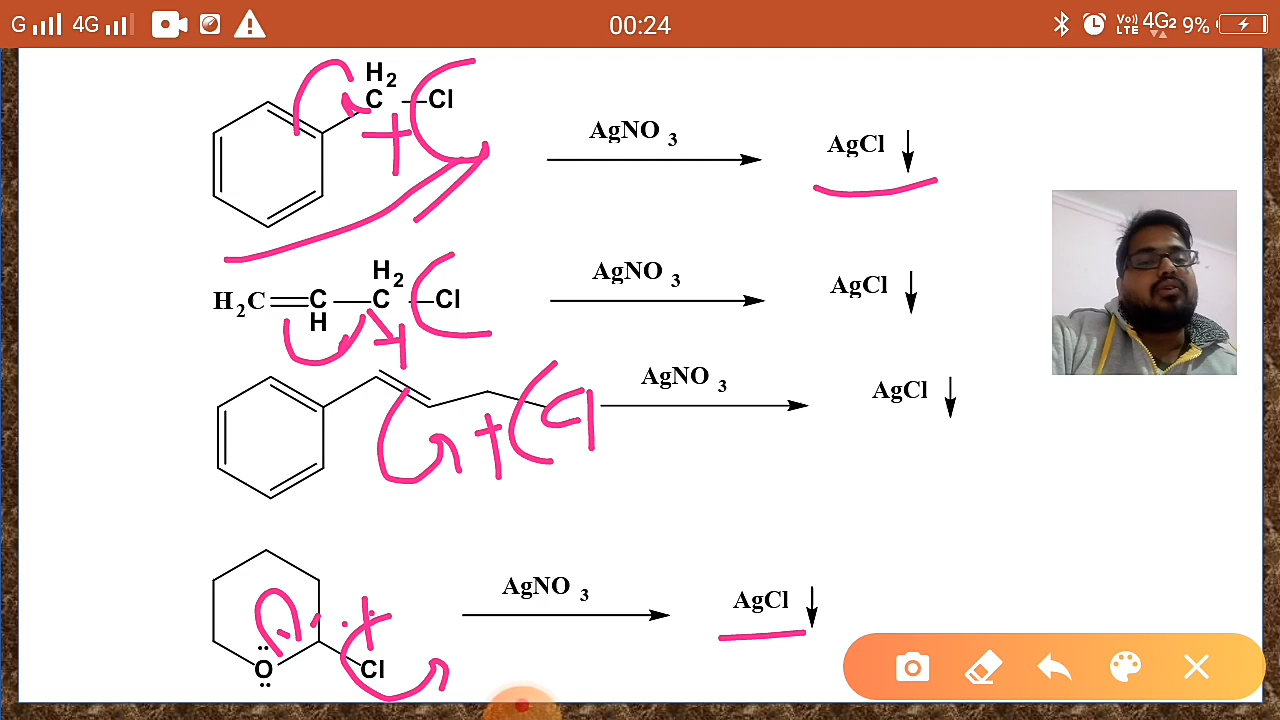 G 4G 00:24 Vo)) LTE 4G2 9%
H2
C —Cl AgNO 3 AgCl ↓
+
H2
H2C=C—C—Cl AgNO 3 AgCl ↓
H
+
AgNO 3 AgCl ↓
+ Cl
AgNO 3 AgCl ↓
+
O Cl